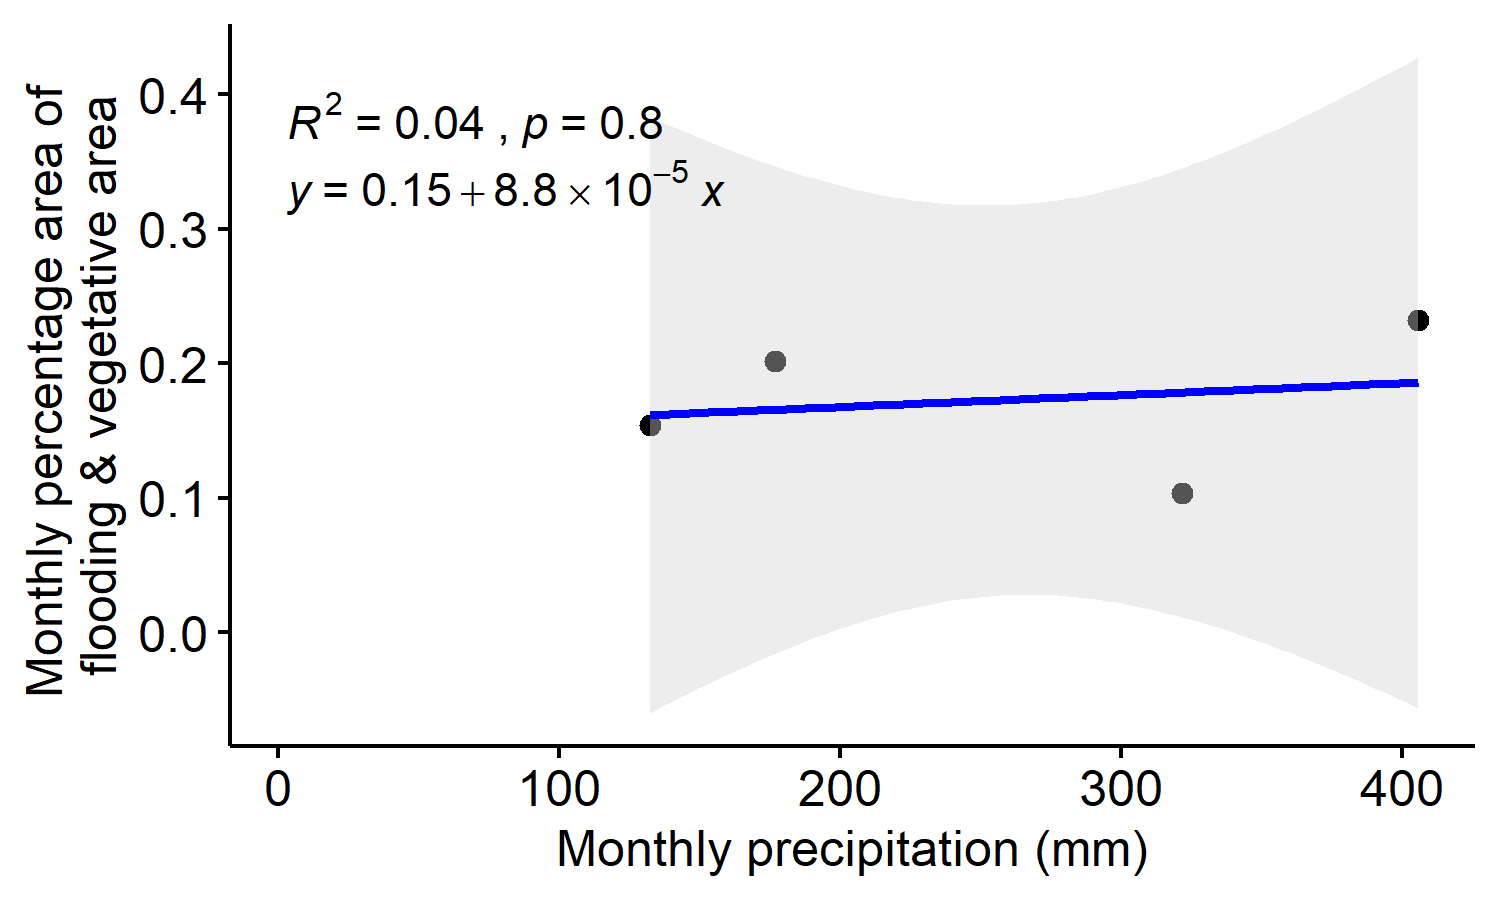 Monthly percentage area of
flooding & vegetative area
0.4
0.3
0.2
0.1
0.0
R² = 0.04 , p = 0.8
y = 0.15 + 8.8 × 10⁻⁵ x
0 100 200 300 400
Monthly precipitation (mm)